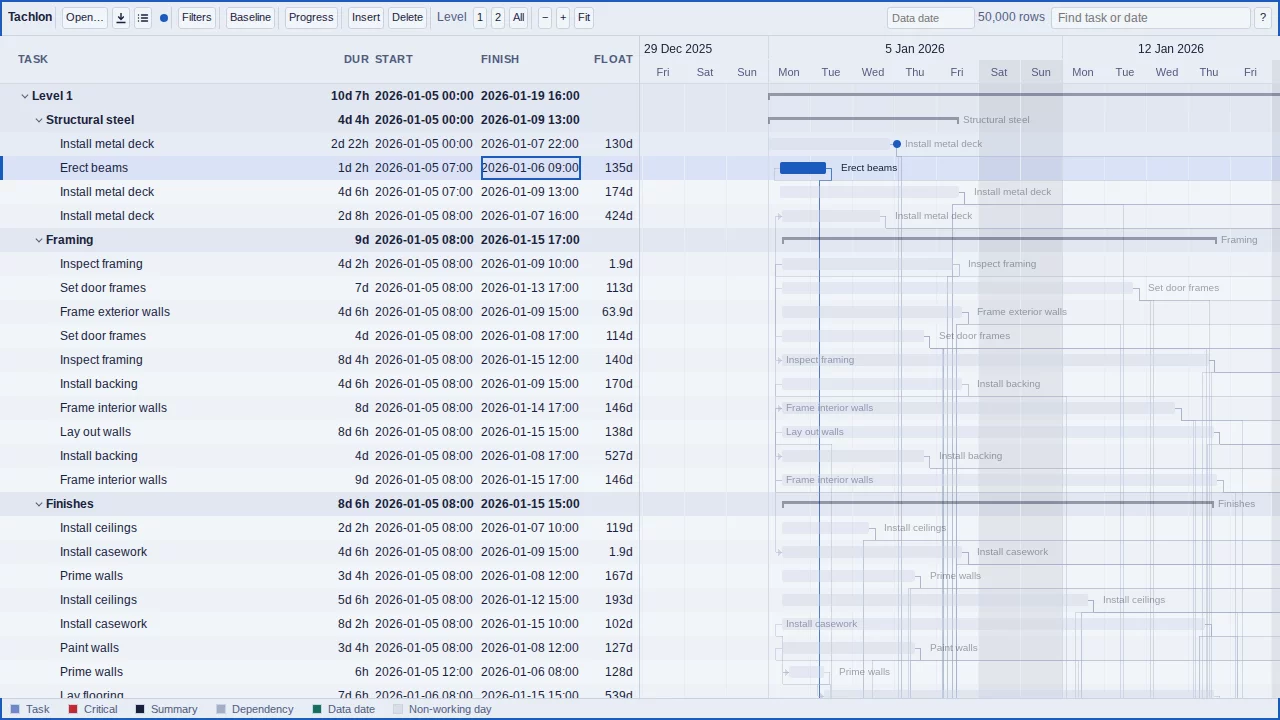 Tachlon Open... Filters Baseline Progress Insert Delete Level 1 2 All − + Fit Data date 50,000 rows Find task or date ?
TASK DUR START FINISH FLOAT
29 Dec 2025 5 Jan 2026 12 Jan 2026
Fri Sat Sun Mon Tue Wed Thu Fri Sat Sun Mon Tue Wed Thu Fri
Level 1 10d 7h 2026-01-05 00:00 2026-01-19 16:00
Structural steel 4d 4h 2026-01-05 00:00 2026-01-09 13:00 Structural steel
Install metal deck 2d 22h 2026-01-05 00:00 2026-01-07 22:00 130d Install metal deck
Erect beams 1d 2h 2026-01-05 07:00 2026-01-06 09:00 135d Erect beams
Install metal deck 4d 6h 2026-01-05 07:00 2026-01-09 13:00 174d Install metal deck
Install metal deck 2d 8h 2026-01-05 08:00 2026-01-07 16:00 424d Install metal deck
Framing 9d 2026-01-05 08:00 2026-01-15 17:00 Framing
Inspect framing 4d 2h 2026-01-05 08:00 2026-01-09 10:00 1.9d Inspect framing
Set door frames 7d 2026-01-05 08:00 2026-01-13 17:00 113d Set door frames
Frame exterior walls 4d 6h 2026-01-05 08:00 2026-01-09 15:00 63.9d Frame exterior walls
Set door frames 4d 2026-01-05 08:00 2026-01-08 17:00 114d Set door frames
Inspect framing 8d 4h 2026-01-05 08:00 2026-01-15 12:00 140d Inspect framing
Install backing 4d 6h 2026-01-05 08:00 2026-01-09 15:00 170d Install backing
Frame interior walls 8d 2026-01-05 08:00 2026-01-14 17:00 146d Frame interior walls
Lay out walls 8d 6h 2026-01-05 08:00 2026-01-15 15:00 138d Lay out walls
Install backing 4d 2026-01-05 08:00 2026-01-08 17:00 527d Install backing
Frame interior walls 9d 2026-01-05 08:00 2026-01-15 17:00 146d Frame interior walls
Finishes 8d 6h 2026-01-05 08:00 2026-01-15 15:00 Finishes
Install ceilings 2d 2h 2026-01-05 08:00 2026-01-07 10:00 119d Install ceilings
Install casework 4d 6h 2026-01-05 08:00 2026-01-09 15:00 1.9d Install casework
Prime walls 3d 4h 2026-01-05 08:00 2026-01-08 12:00 167d Prime walls
Install ceilings 5d 6h 2026-01-05 08:00 2026-01-12 15:00 193d Install ceilings
Install casework 8d 2h 2026-01-05 08:00 2026-01-15 10:00 102d Install casework
Paint walls 3d 4h 2026-01-05 08:00 2026-01-08 12:00 127d Paint walls
Prime walls 6h 2026-01-05 12:00 2026-01-06 08:00 128d Prime walls
Lay flooring 7d 6h 2026-01-06 08:00 2026-01-15 15:00 539d
Task Critical Summary Dependency Data date Non-working day